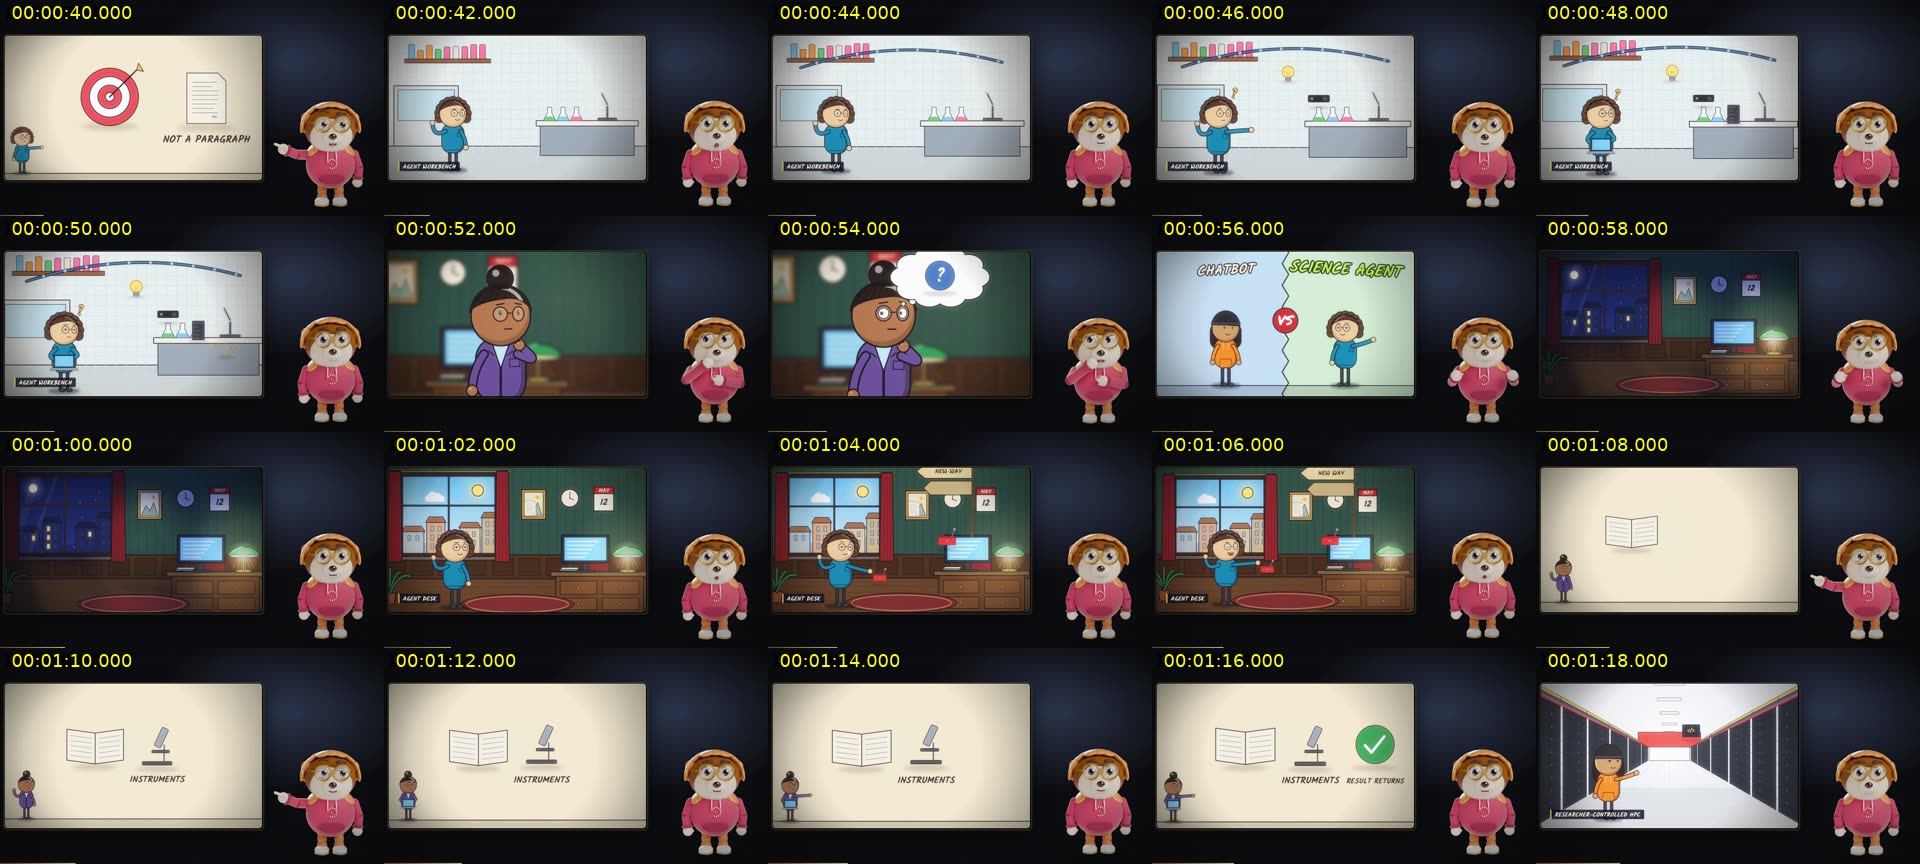 00:00:40.000
NOT A PARAGRAPH
00:00:42.000
AGENT WORKBENCH
00:00:44.000
AGENT WORKBENCH
00:00:46.000
?
AGENT WORKBENCH
00:00:48.000
?
AGENT WORKBENCH
00:00:50.000
?
AGENT WORKBENCH
00:00:52.000
00:00:54.000
?
00:00:56.000
CHATBOT
SCIENCE AGENT
VS
00:00:58.000
MAY
12
00:01:00.000
MAY
12
00:01:02.000
MAY
12
AGENT DESK
00:01:04.000
NEW WAY
MAY
12
AGENT DESK
00:01:06.000
NEW WAY
MAY
12
AGENT DESK
00:01:08.000
00:01:10.000
INSTRUMENTS
00:01:12.000
INSTRUMENTS
00:01:14.000
INSTRUMENTS
00:01:16.000
INSTRUMENTS
RESULT RETURNS
00:01:18.000
</>
RESEARCHER-CONTROLLED HPC